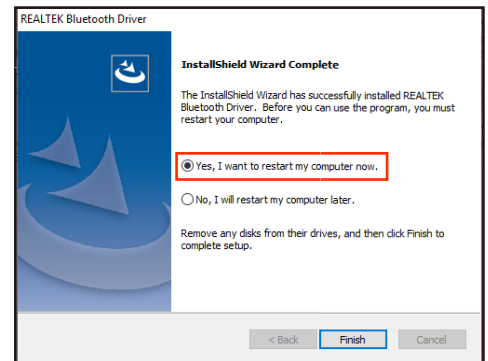 REALTEK Bluetooth Driver
InstallShield Wizard Complete
The InstallShield Wizard has successfully installed REALTEK
Bluetooth Driver. Before you can use the program, you must
restart your computer.
Yes, I want to restart my computer now.
No, I will restart my computer later.
Remove any disks from their drives, and then click Finish to
complete setup.
< Back
Finish
Cancel